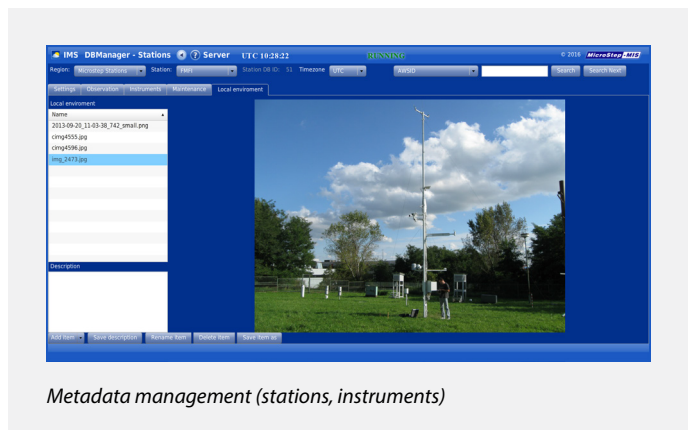 IMS DBManager - Stations ? Server UTC 10:28:22 RUNNING © 2016 MicroStep-MIS
Region: Microstep Stations Station: FMFI Station DB ID: 51 Timezone UTC AWSID Search Search Next
Settings Observation Instruments Maintenance Local enviroment
Local enviroment
Name
2013-09-20_11-03-38_742_small.png
cimg4555.jpg
cimg4596.jpg
img_2473.jpg
Description
Add item Save description Rename item Delete item Save item as
Metadata management (stations, instruments)